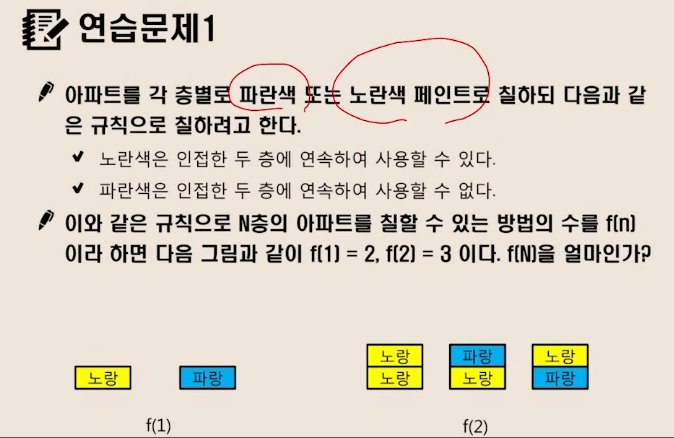 연습문제1
아파트를 각 층별로 파란색 또는 노란색 페인트로 칠하되 다음과 같
은 규칙으로 칠하려고 한다.
노란색은 인접한 두 층에 연속하여 사용할 수 있다.
파란색은 인접한 두 층에 연속하여 사용할 수 없다.
이와 같은 규칙으로 N층의 아파트를 칠할 수 있는 방법의 수를 f(n)
이라 하면 다음 그림과 같이 f(1) = 2, f(2) = 3 이다. f(N)을 얼마인가?
노랑 파랑 노랑
노랑 파랑 노랑 노랑 파랑
f(1) f(2)